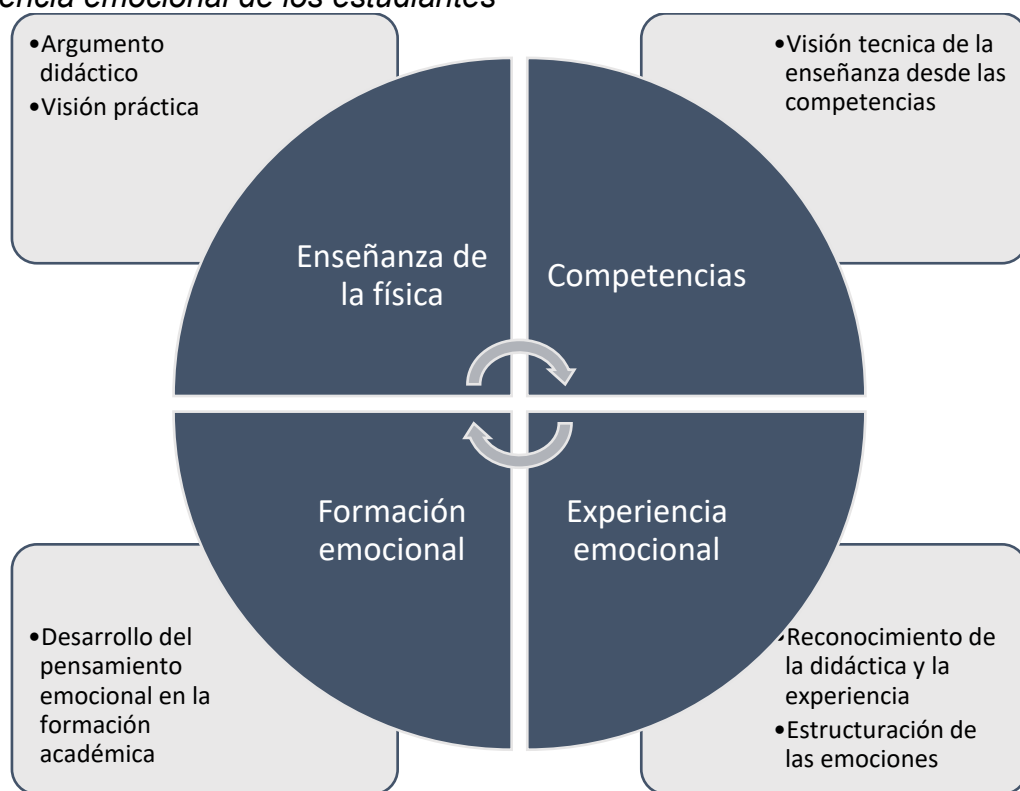 encia emocional de los estudiantes
•Argumento
didáctico
•Visión práctica
•Visión tecnica de la
enseñanza desde las
competencias
Enseñanza de
la física
Competencias
Formación
emocional
Experiencia
emocional
•Desarrollo del
pensamiento
emocional en la
formación
académica
•Reconocimiento de
la didáctica y la
experiencia
•Estructuración de
las emociones